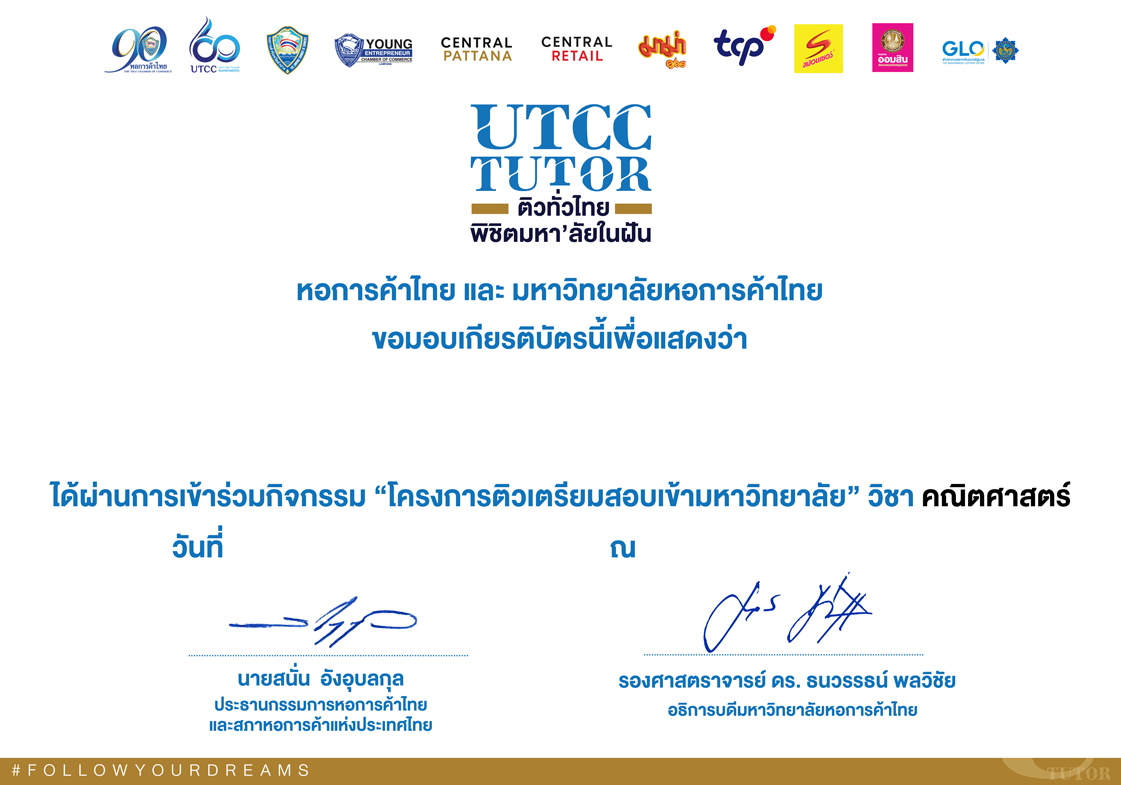 90
หอการค้าไทย
THE THAI CHAMBER OF COMMERCE
60
UTCC
YOUNG
ENTREPRENEUR
CHAMBER OF COMMERCE
CENTRAL
PATTANA
CENTRAL
RETAIL
มาม่า
tcp
S
สปอนเซอร์
ออมสิน
GLO
UTCC
TUTOR
ติวทั่วไทย
พิชิตมหา'ลัยในฝัน
หอการค้าไทย และ มหาวิทยาลัยหอการค้าไทย
ขอมอบเกียรติบัตรนี้เพื่อแสดงว่า
ได้ผ่านการเข้าร่วมกิจกรรม “โครงการติวเตรียมสอบเข้ามหาวิทยาลัย” วิชา คณิตศาสตร์
วันที่ ณ
นายสนั่น อังอุบลกุล
ประธานกรรมการหอการค้าไทย
และสภาหอการค้าแห่งประเทศไทย
รองศาสตราจารย์ ดร. ธนวรรธน์ พลวิชัย
อธิการบดีมหาวิทยาลัยหอการค้าไทย
#FOLLOWYOURDREAMS
TUTOR